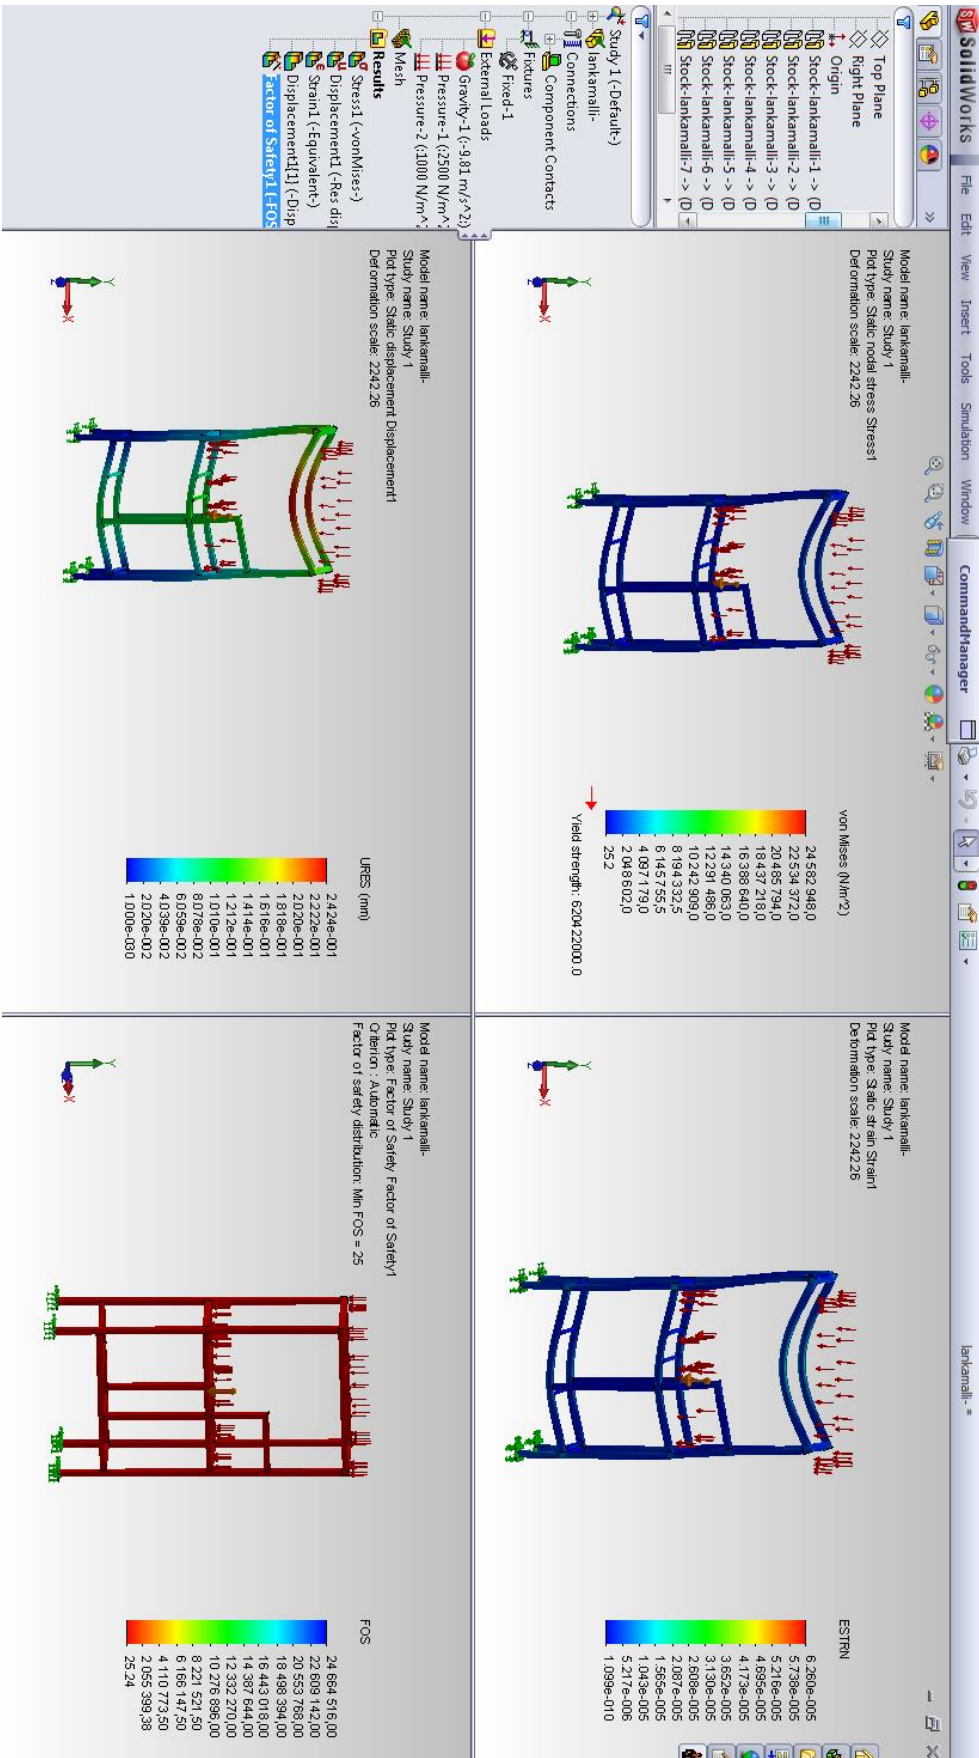 SolidWorks
File Edit View Insert Tools Simulation Window
CommandManager
lankamalli- *
Top Plane
Right Plane
Origin
Stock-lankamalli-1 -> (D
Stock-lankamalli-2 -> (D
Stock-lankamalli-3 -> (D
Stock-lankamalli-4 -> (D
Stock-lankamalli-5 -> (D
Stock-lankamalli-6 -> (D
Stock-lankamalli-7 -> (D
Study 1 (-Default-)
lankamalli-
Connections
Component Contacts
Fixtures
Fixed-1
External Loads
Gravity-1 (:-9.81 m/s^2:)
Pressure-1 (:2500 N/m^
Pressure-2 (:1000 N/m^
Mesh
Results
Stress1 (-vonMises-)
Displacement1 (-Res disp
Strain1 (-Equivalent-)
Displacement1{1} (-Disp
Factor of Safety1 (-FOS
Model name: lankamalli-
Study name: Study 1
Plot type: Static nodal stress Stress1
Deformation scale: 2242.26
von Mises (N/m^2)
24 582 948,0
22 534 372,0
20 485 794,0
18 437 218,0
16 388 640,0
14 340 063,0
12 291 486,0
10 242 909,0
8 194 332,5
6 145 755,5
4 097 179,0
2 048 602,0
25.2
Yield strength: 620422000.0
Y
X
Model name: lankamalli-
Study name: Study 1
Plot type: Static strain Strain1
Deformation scale: 2242.26
ESTRN
6.260e-005
5.738e-005
5.216e-005
4.695e-005
4.173e-005
3.652e-005
3.130e-005
2.608e-005
2.087e-005
1.565e-005
1.043e-005
5.217e-006
1.099e-010
Y
X
Model name: lankamalli-
Study name: Study 1
Plot type: Static displacement Displacement1
Deformation scale: 2242.26
URES (mm)
2.424e-001
2.222e-001
2.020e-001
1.818e-001
1.616e-001
1.414e-001
1.212e-001
1.010e-001
8.078e-002
6.059e-002
4.039e-002
2.020e-002
1.000e-030
Y
X
Model name: lankamalli-
Study name: Study 1
Plot type: Factor of Safety Factor of Safety1
Criterion : Automatic
Factor of safety distribution: Min FOS = 25
FOS
24 664 516,00
22 609 142,00
20 553 768,00
18 498 394,00
16 443 018,00
14 387 644,00
12 332 270,00
10 276 896,00
8 221 521,50
6 166 147,50
4 110 773,50
2 055 399,38
25.24
Y
X